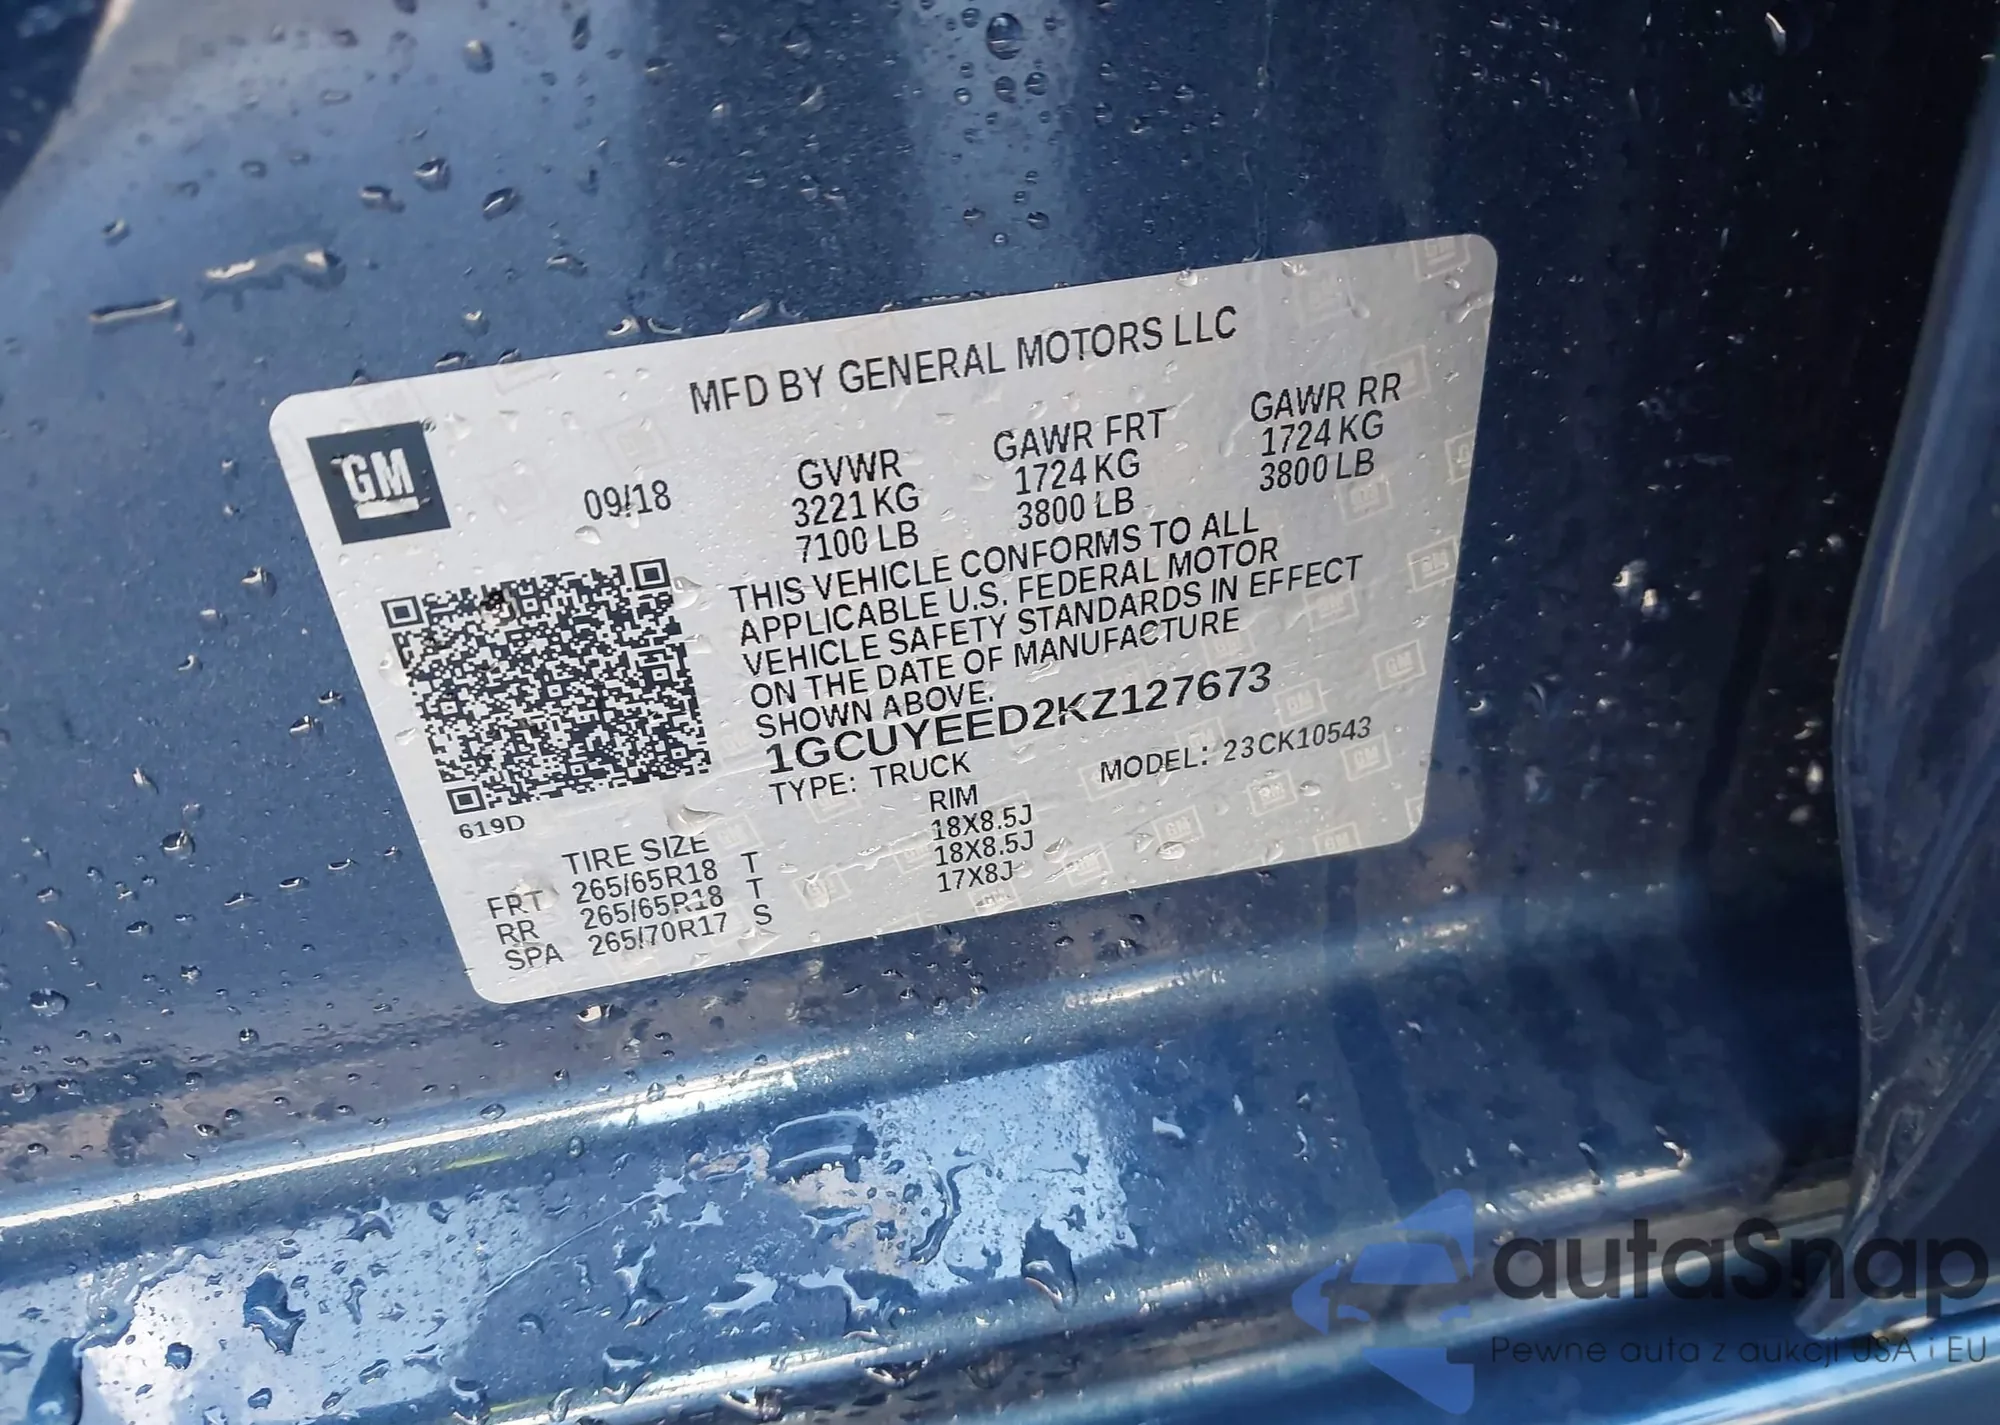 MFD BY GENERAL MOTORS LLC
GM
09/18
GVWR
3221 KG
7100 LB
GAWR FRT
1724 KG
3800 LB
GAWR RR
1724 KG
3800 LB
THIS VEHICLE CONFORMS TO ALL
APPLICABLE U.S. FEDERAL MOTOR
VEHICLE SAFETY STANDARDS IN EFFECT
ON THE DATE OF MANUFACTURE
SHOWN ABOVE.
1GCUYEED2KZ127673
TYPE: TRUCK
MODEL: 23CK10543
619D
TIRE SIZE RIM
FRT 265/65R18 T 18X8.5J
RR 265/65R18 T 18X8.5J
SPA 265/70R17 S 17X8J
autaSnap
Pewne auta z aukcji USA i EU